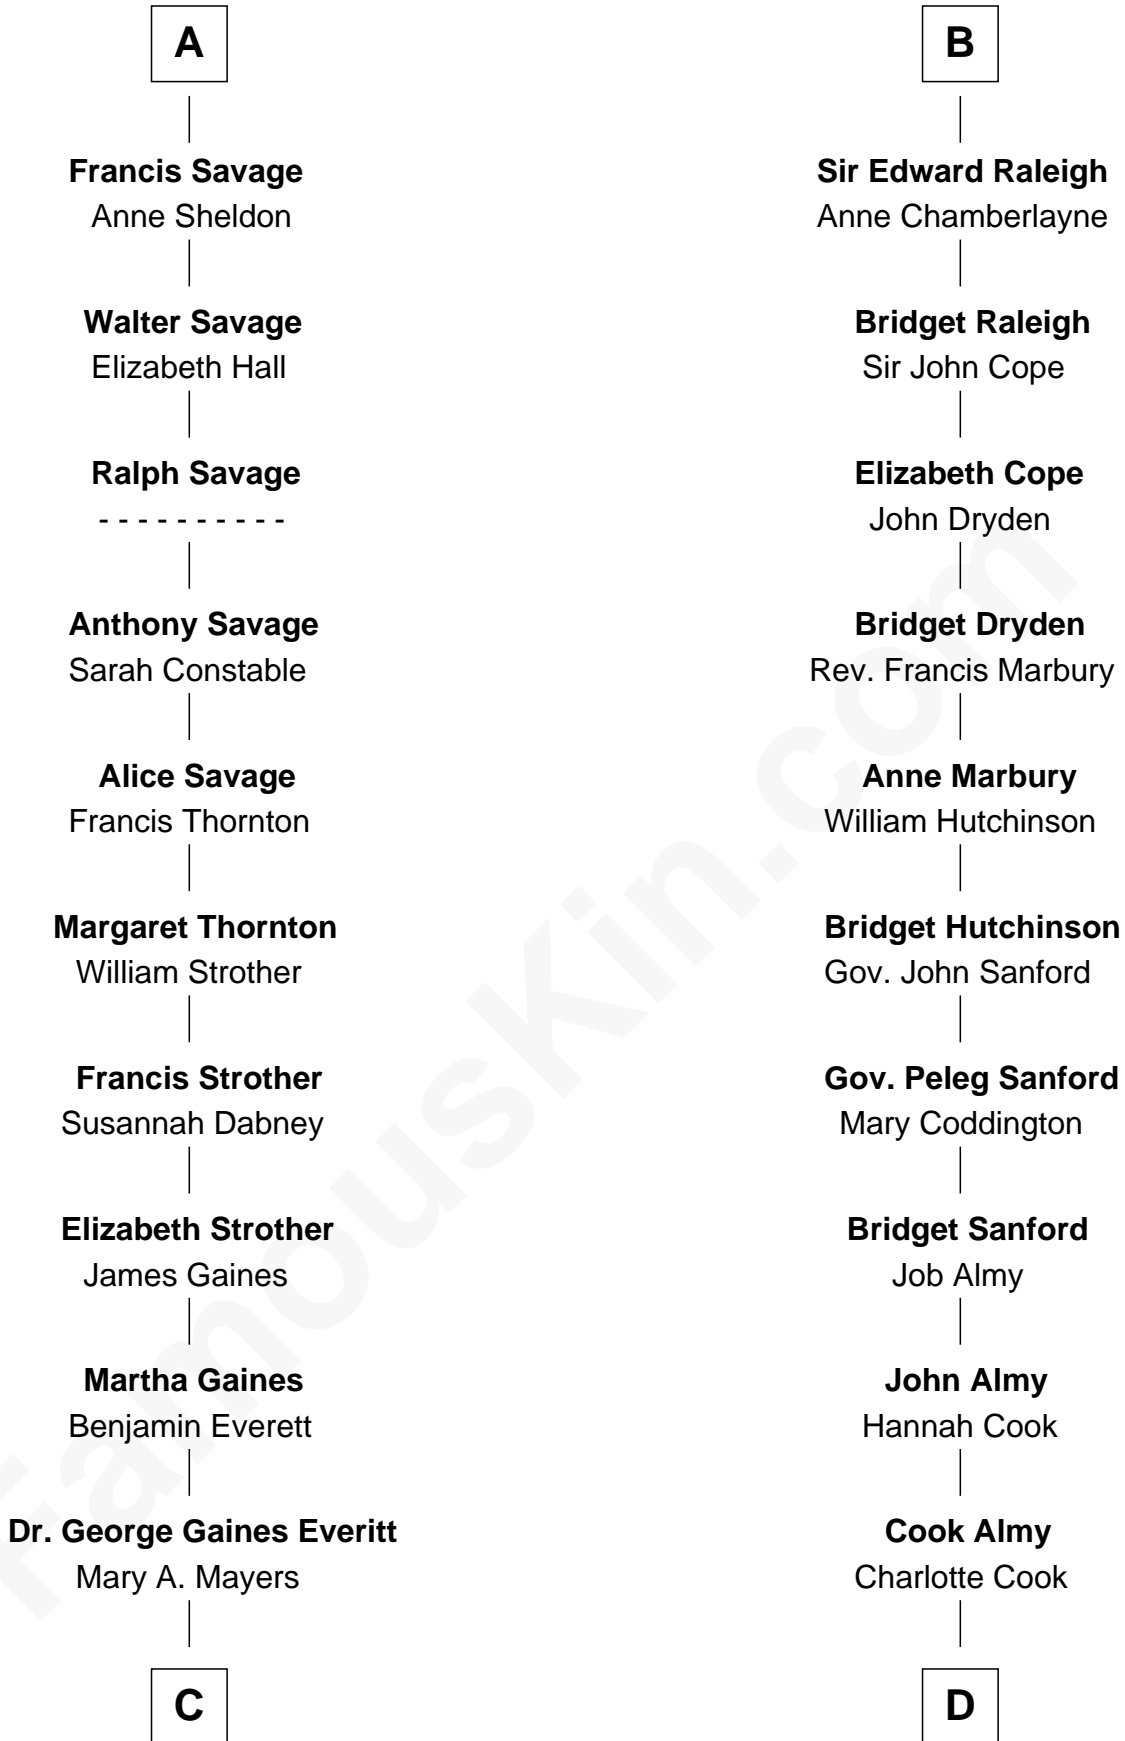 A
Francis Savage
Anne Sheldon
Walter Savage
Elizabeth Hall
Ralph Savage
- - - - - - - - - -
Anthony Savage
Sarah Constable
Alice Savage
Francis Thornton
Margaret Thornton
William Strother
Francis Strother
Susannah Dabney
Elizabeth Strother
James Gaines
Martha Gaines
Benjamin Everett
Dr. George Gaines Everitt
Mary A. Mayers
C
B
Sir Edward Raleigh
Anne Chamberlayne
Bridget Raleigh
Sir John Cope
Elizabeth Cope
John Dryden
Bridget Dryden
Rev. Francis Marbury
Anne Marbury
William Hutchinson
Bridget Hutchinson
Gov. John Sanford
Gov. Peleg Sanford
Mary Coddington
Bridget Sanford
Job Almy
John Almy
Hannah Cook
Cook Almy
Charlotte Cook
D
FamousKin.com